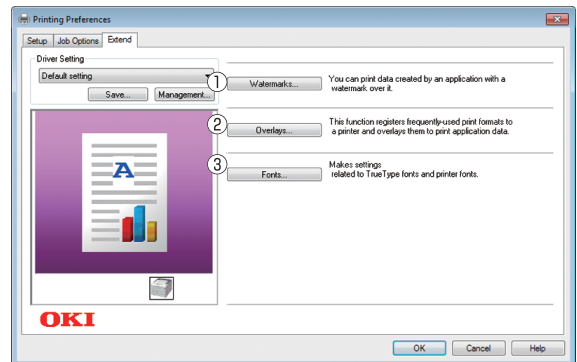 Printing Preferences
Setup
Job Options
Extend
Driver Setting
Default setting
Save...
Management...
1
Watermarks...
You can print data created by an application with a
watermark over it.
2
Overlays...
This function registers frequently-used print formats to
a printer and overlays them to print application data.
3
Fonts...
Makes settings
related to TrueType fonts and printer fonts.
A
OKI
OK
Cancel
Help